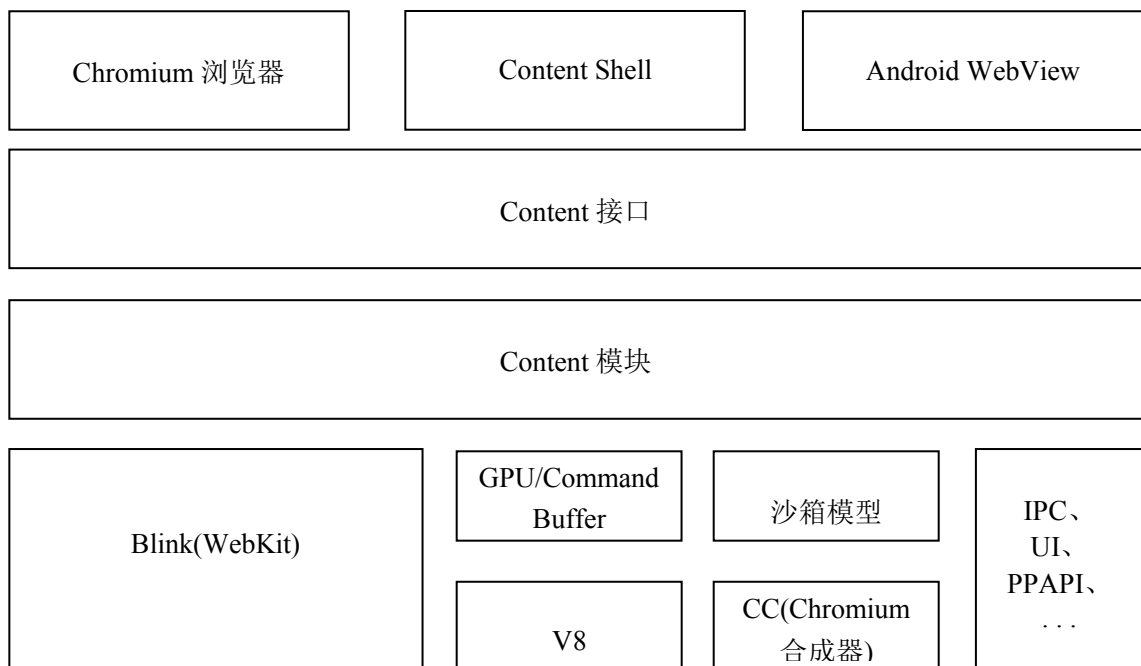 Chromium 浏览器
Content Shell
Android WebView
Content 接口
Content 模块
Blink(WebKit)
GPU/Command
Buffer
沙箱模型
IPC、
UI、
PPAPI、
...
V8
CC(Chromium
合成器)